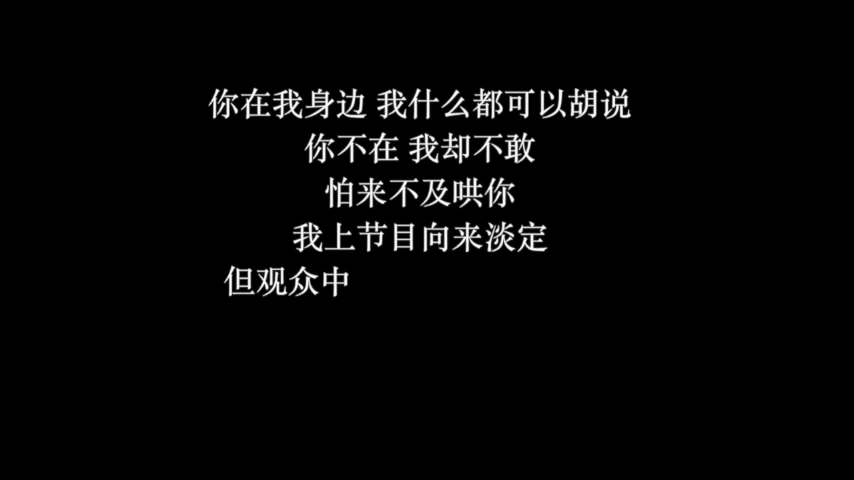 你在我身边 我什么都可以胡说
你不在 我却不敢
怕来不及哄你
我上节目向来淡定
但观众中